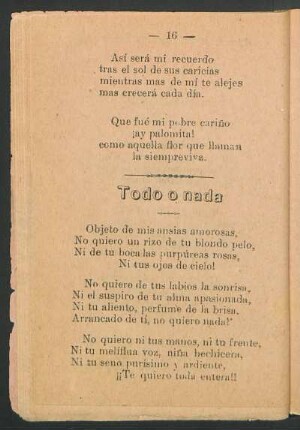 — 16 —
Así será mi recuerdo
tras el sol de sus caricias
mientras mas de mí te alejes
mas crecerá cada dia.
Que fué mi pobre cariño
¡ay palomita!
como aquella flor que llaman
la siempreviva.
Todo o nada
Objeto de mis ansias amorosas,
No quiero un rizo de tu blondo pelo,
Ni de tu boca las purpúreas rosas,
Ni tus ojos de cielo!
No quiero de tus labios la sonrisa,
Ni el suspiro de tu alma apasionada,
Ni tu aliento, perfume de la brisa,
Arrancado de tí, no quiero nada!
No quiero ni tus manos, ni tu frente,
Ni tu meliflua voz, niña hechicera,
Ni tu seno purísimo y ardiente,
¡¡Te quiero toda entera!!